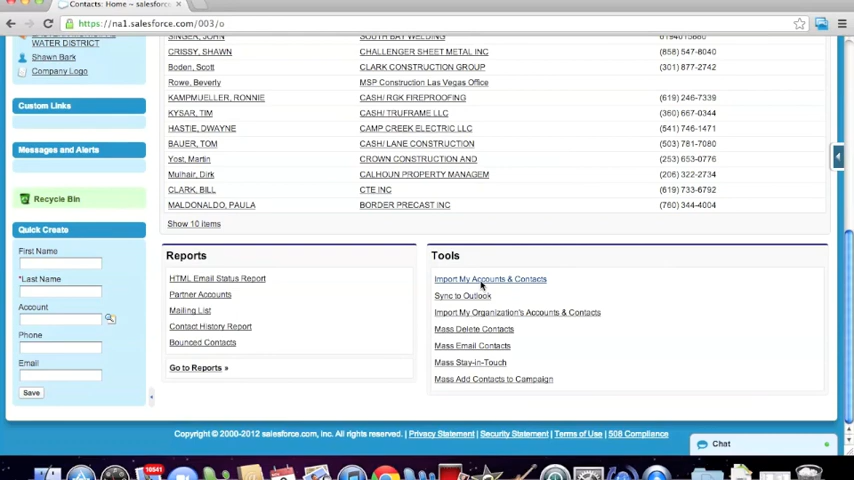 Contacts: Home ~ salesforce
https://na1.salesforce.com/003/o
WATER DISTRICT
Shawn Bark
Company Logo
Custom Links
Messages and Alerts
Recycle Bin
Quick Create
First Name
*Last Name
Account
Phone
Email
Save
SINGER, JOHN SOUTH BAY WELDING
CRISSY, SHAWN CHALLENGER SHEET METAL INC (858) 547-8040
Boden, Scott CLARK CONSTRUCTION GROUP (301) 877-2742
Rowe, Beverly MSP Construction Las Vegas Office
KAMPMUELLER, RONNIE CASH/ RGK FIREPROOFING (619) 246-7339
KYSAR, TIM CASH/ TRUFRAME LLC (360) 667-0344
HASTIE, DWAYNE CAMP CREEK ELECTRIC LLC (541) 746-1471
BAUER, TOM CASH/ LANE CONSTRUCTION (503) 781-7080
Yost, Martin CROWN CONSTRUCTION AND (253) 653-0776
Mulhair, Dirk CALHOUN PROPERTY MANAGEM (206) 322-2734
CLARK, BILL CTE INC (619) 733-6792
MALDONALDO, PAULA BORDER PRECAST INC (760) 344-4004
Show 10 items
Reports
HTML Email Status Report
Partner Accounts
Mailing List
Contact History Report
Bounced Contacts
Go to Reports »
Tools
Import My Accounts & Contacts
Sync to Outlook
Import My Organization's Accounts & Contacts
Mass Delete Contacts
Mass Email Contacts
Mass Stay-in-Touch
Mass Add Contacts to Campaign
Copyright © 2000-2012 salesforce.com, inc. All rights reserved. | Privacy Statement | Security Statement | Terms of Use | 508 Compliance
Chat
10541